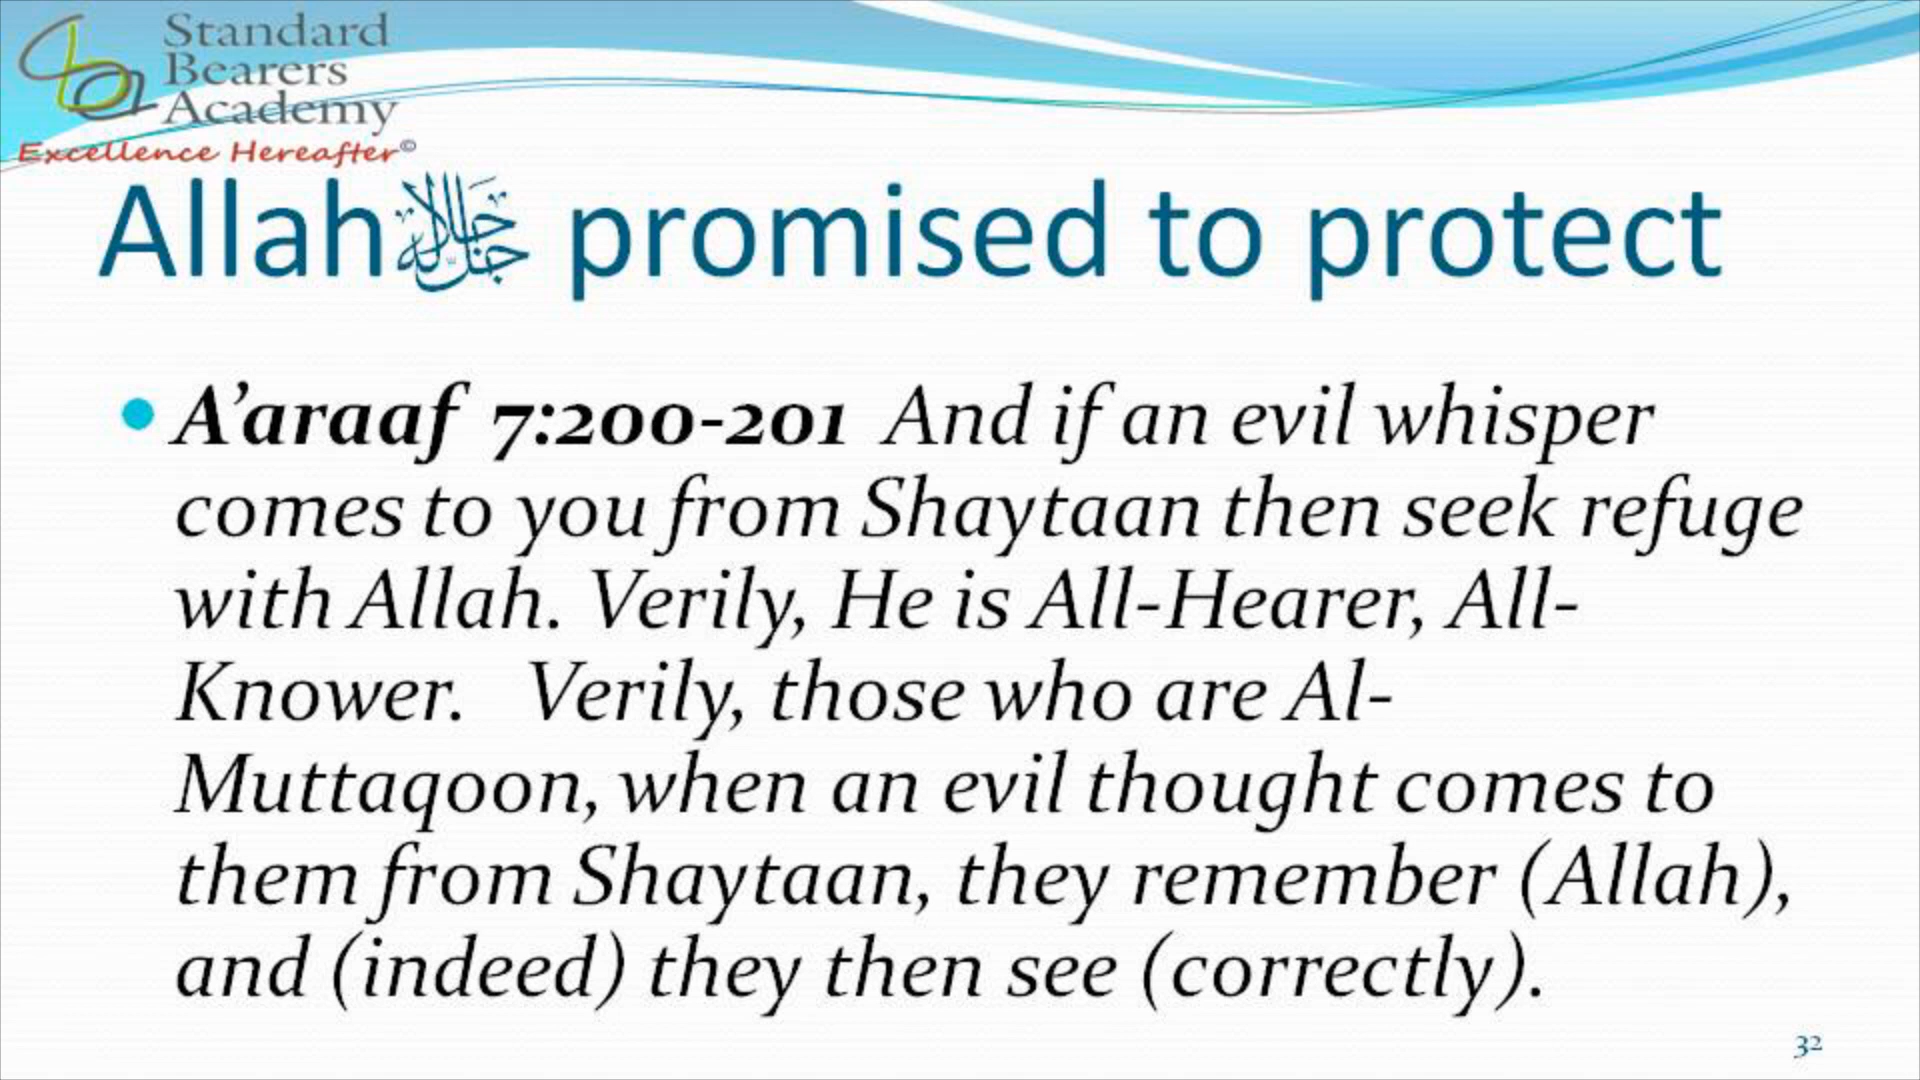 Standard
Bearers
Academy
Excellence Hereafter©
Allah ﷻ promised to protect
• A’araaf 7:200-201 And if an evil whisper
comes to you from Shaytaan then seek refuge
with Allah. Verily, He is All-Hearer, All-
Knower. Verily, those who are Al-
Muttaqoon, when an evil thought comes to
them from Shaytaan, they remember (Allah),
and (indeed) they then see (correctly).
32